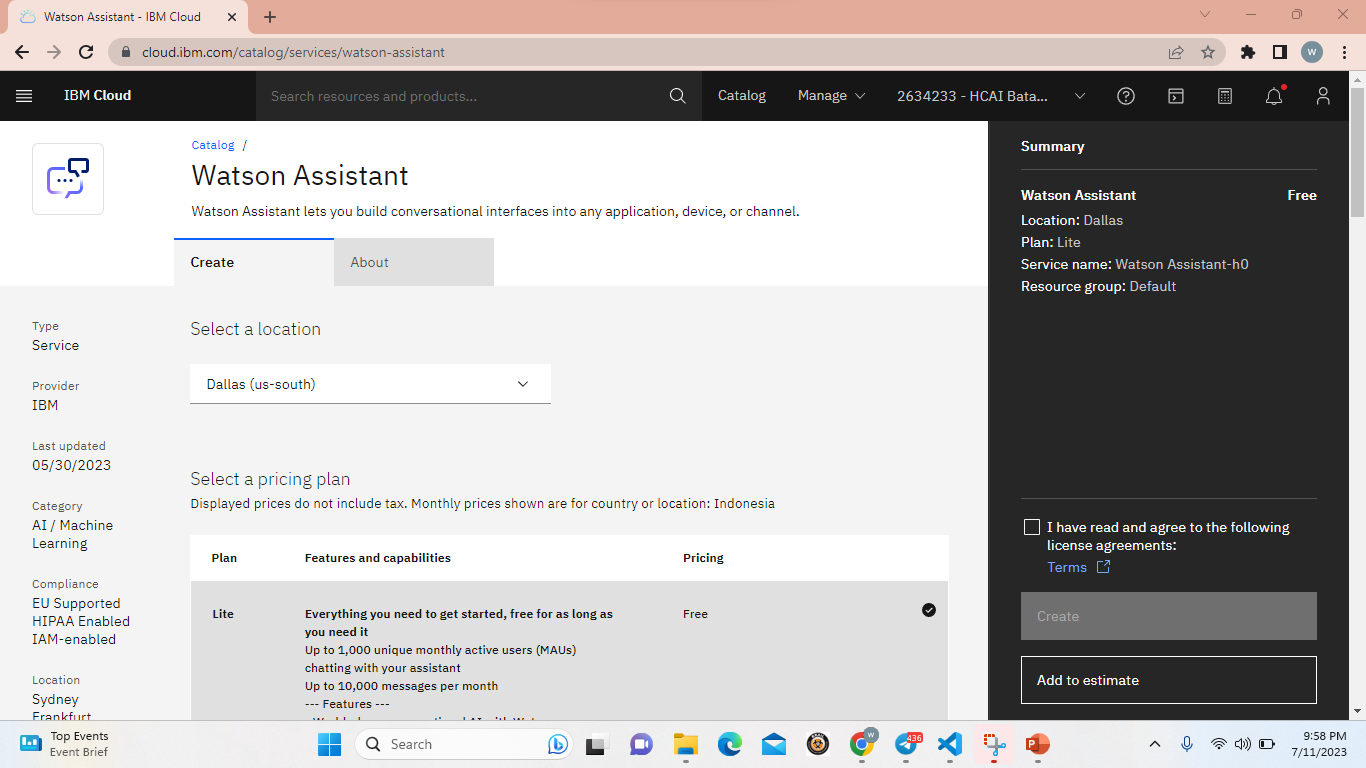 Watson Assistant - IBM Cloud
cloud.ibm.com/catalog/services/watson-assistant
W
IBM Cloud
Search resources and products...
Catalog
Manage
2634233 - HCAI Bata...
Catalog /
Watson Assistant
Watson Assistant lets you build conversational interfaces into any application, device, or channel.
Create
About
Type
Service
Provider
IBM
Last updated
05/30/2023
Category
AI / Machine
Learning
Compliance
EU Supported
HIPAA Enabled
IAM-enabled
Location
Sydney
Frankfurt
Select a location
Dallas (us-south)
Select a pricing plan
Displayed prices do not include tax. Monthly prices shown are for country or location: Indonesia
Plan
Features and capabilities
Pricing
Lite
Everything you need to get started, free for as long as
you need it
Up to 1,000 unique monthly active users (MAUs)
chatting with your assistant
Up to 10,000 messages per month
--- Features ---
Free
Summary
Watson Assistant Free
Location: Dallas
Plan: Lite
Service name: Watson Assistant-h0
Resource group: Default
I have read and agree to the following
license agreements:
Terms
Create
Add to estimate
Top Events
Event Brief
Search
W
436
9:58 PM
7/11/2023